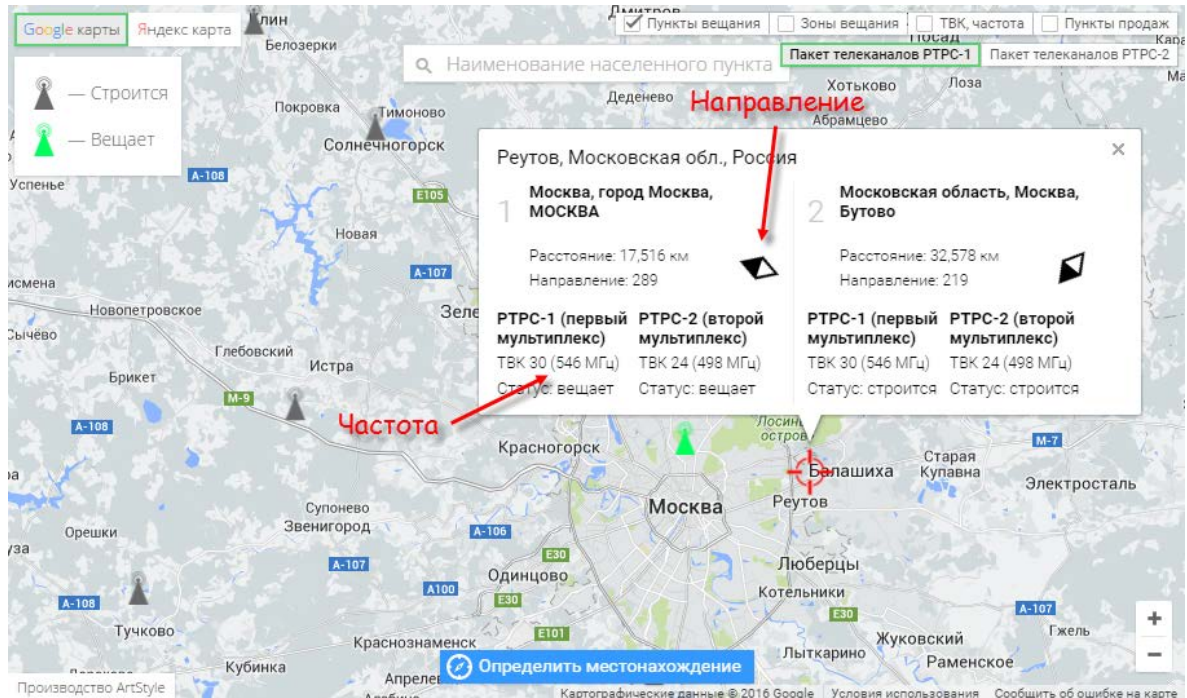 Google карты
Яндекс карта
Клин
Дмитров
Пункты вещания
Зоны вещания
ТВК, частота
Пункты продаж
Посад
Белозерки
Наименование населенного пункта
Пакет телеканалов РТРС-1
Пакет телеканалов РТРС-2
— Строится
— Вещает
Покровка
Тимоново
Солнечногорск
Деденево
Направление
Хотьково
Лоза
Абрамцево
Успенье
А-108
E105
Новая
А-107
Новопетровское
Сычёво
Глебовский
Истра
Брикет
М-9
А-108
Реутов, Московская обл., Россия
1
Москва, город Москва,
МОСКВА
Расстояние: 17,516 км
Направление: 289
РТРС-1 (первый
мультиплекс)
ТВК 30 (546 МГц)
Статус: вещает
РТРС-2 (второй
мультиплекс)
ТВК 24 (498 МГц)
Статус: вещает
2
Московская область, Москва,
Бутово
Расстояние: 32,578 км
Направление: 219
РТРС-1 (первый
мультиплекс)
ТВК 30 (546 МГц)
Статус: строится
РТРС-2 (второй
мультиплекс)
ТВК 24 (498 МГц)
Статус: строится
Частота
Красногорск
М-7
Балашиха
Старая
Купавна
Электросталь
Москва
Реутов
Супонево
Звенигород
Орешки
А-106
А-107
E30
Одинцово
А100
E30
Люберцы
Котельники
А-108
Тучково
E101
Краснознаменск
E30
А-107
Жуковский
Гжель
Лыткарино
Раменское
Кубинка
Определить местонахождение
Производство ArtStyle
Картографические данные © 2016 Google
Условия использования
Сообщить об ошибке на карте